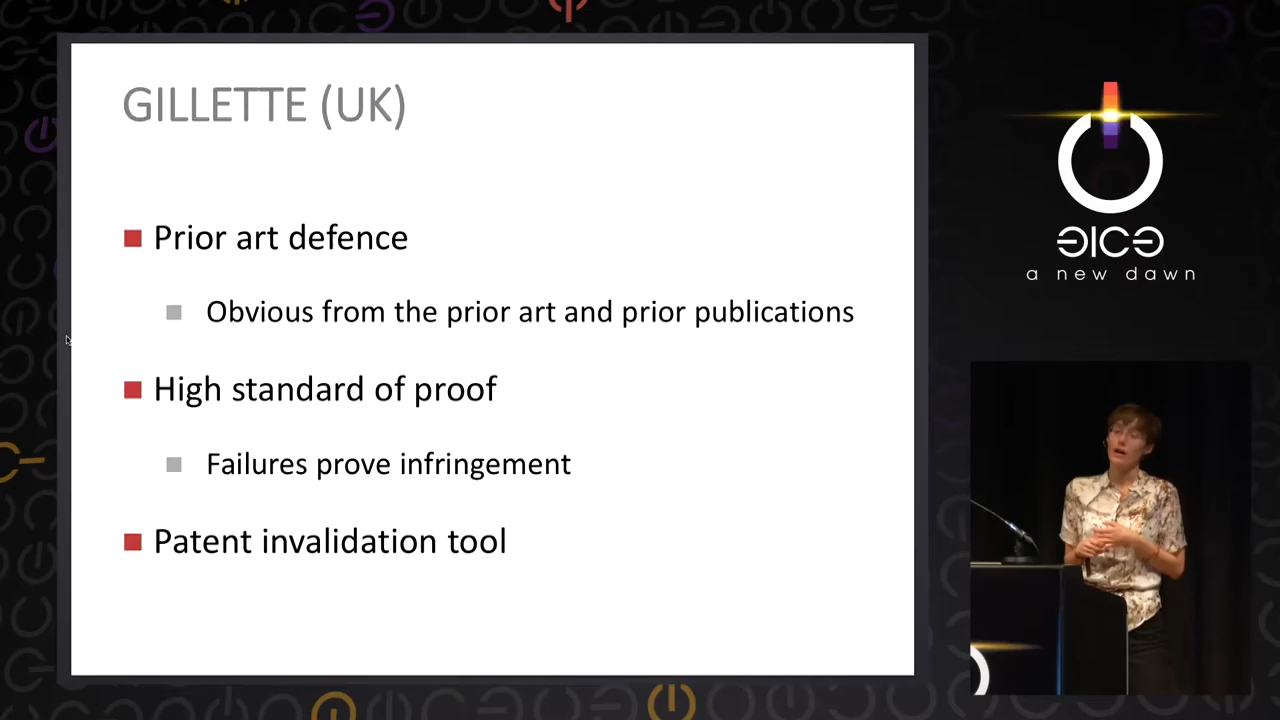 GILLETTE (UK)
Prior art defence
Obvious from the prior art and prior publications
High standard of proof
Failures prove infringement
Patent invalidation tool
31C3
a new dawn